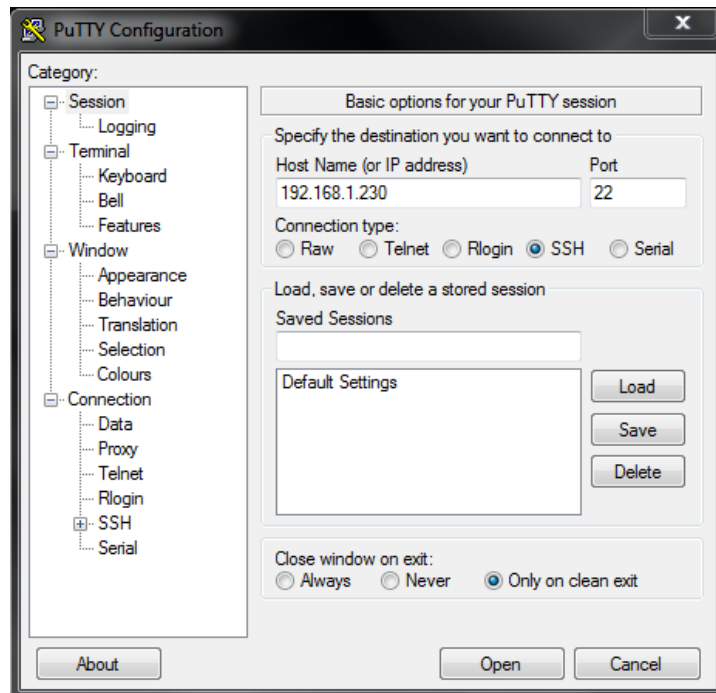 PuTTY Configuration
x
Category:
Session
Logging
Terminal
Keyboard
Bell
Features
Window
Appearance
Behaviour
Translation
Selection
Colours
Connection
Data
Proxy
Telnet
Rlogin
SSH
Serial
Basic options for your PuTTY session
Specify the destination you want to connect to
Host Name (or IP address) Port
192.168.1.230 22
Connection type:
Raw Telnet Rlogin SSH Serial
Load, save or delete a stored session
Saved Sessions
Default Settings
Load
Save
Delete
Close window on exit:
Always Never Only on clean exit
About Open Cancel